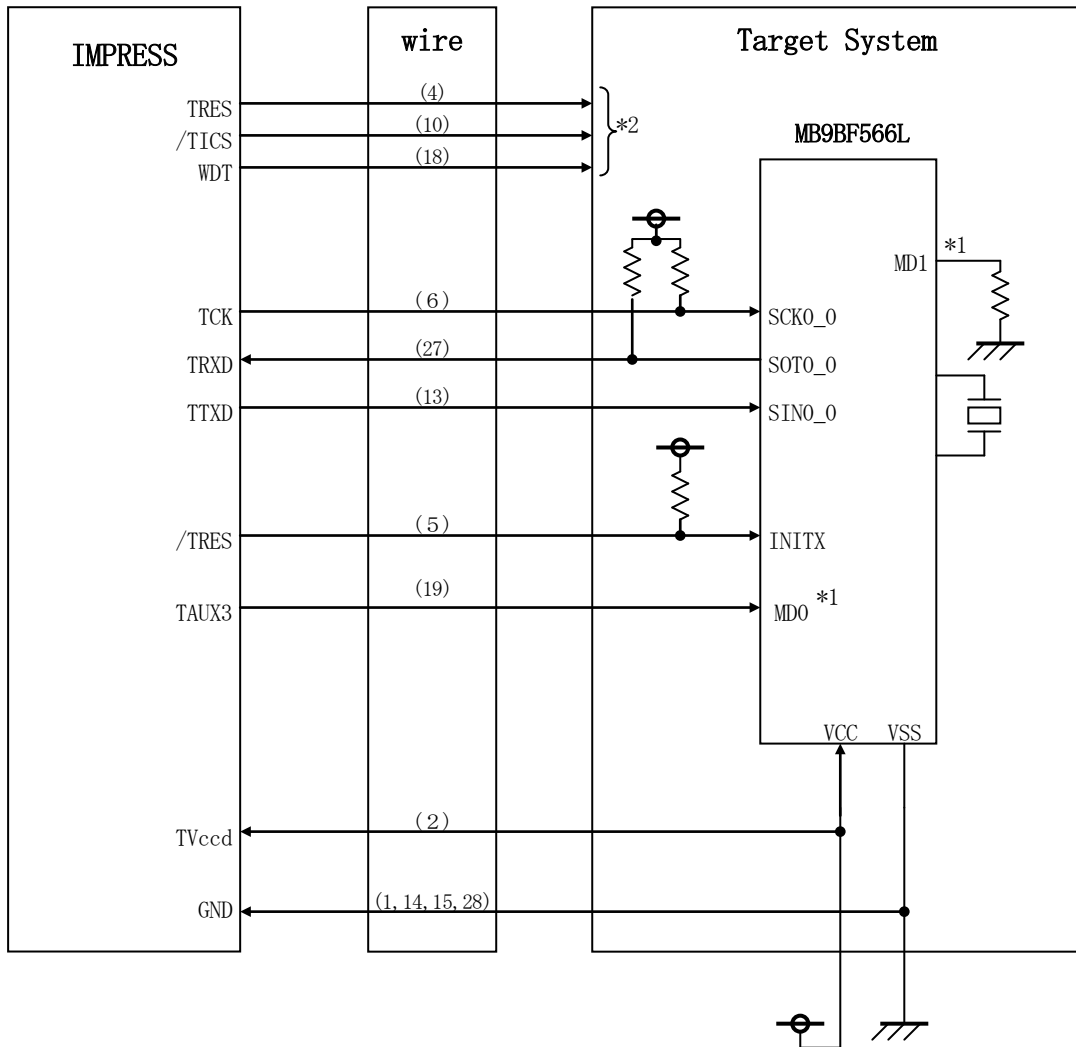 IMPRESS
wire
Target System
TRES
(4)
/TICS
(10)
*2
WDT
(18)
MB9BF566L
MD1
*1
TCK
(6)
SCK0_0
TRXD
(27)
SOT0_0
TTXD
(13)
SIN0_0
/TRES
(5)
INITX
TAUX3
(19)
MD0
*1
VCC
VSS
TVccd
(2)
GND
(1, 14, 15, 28)